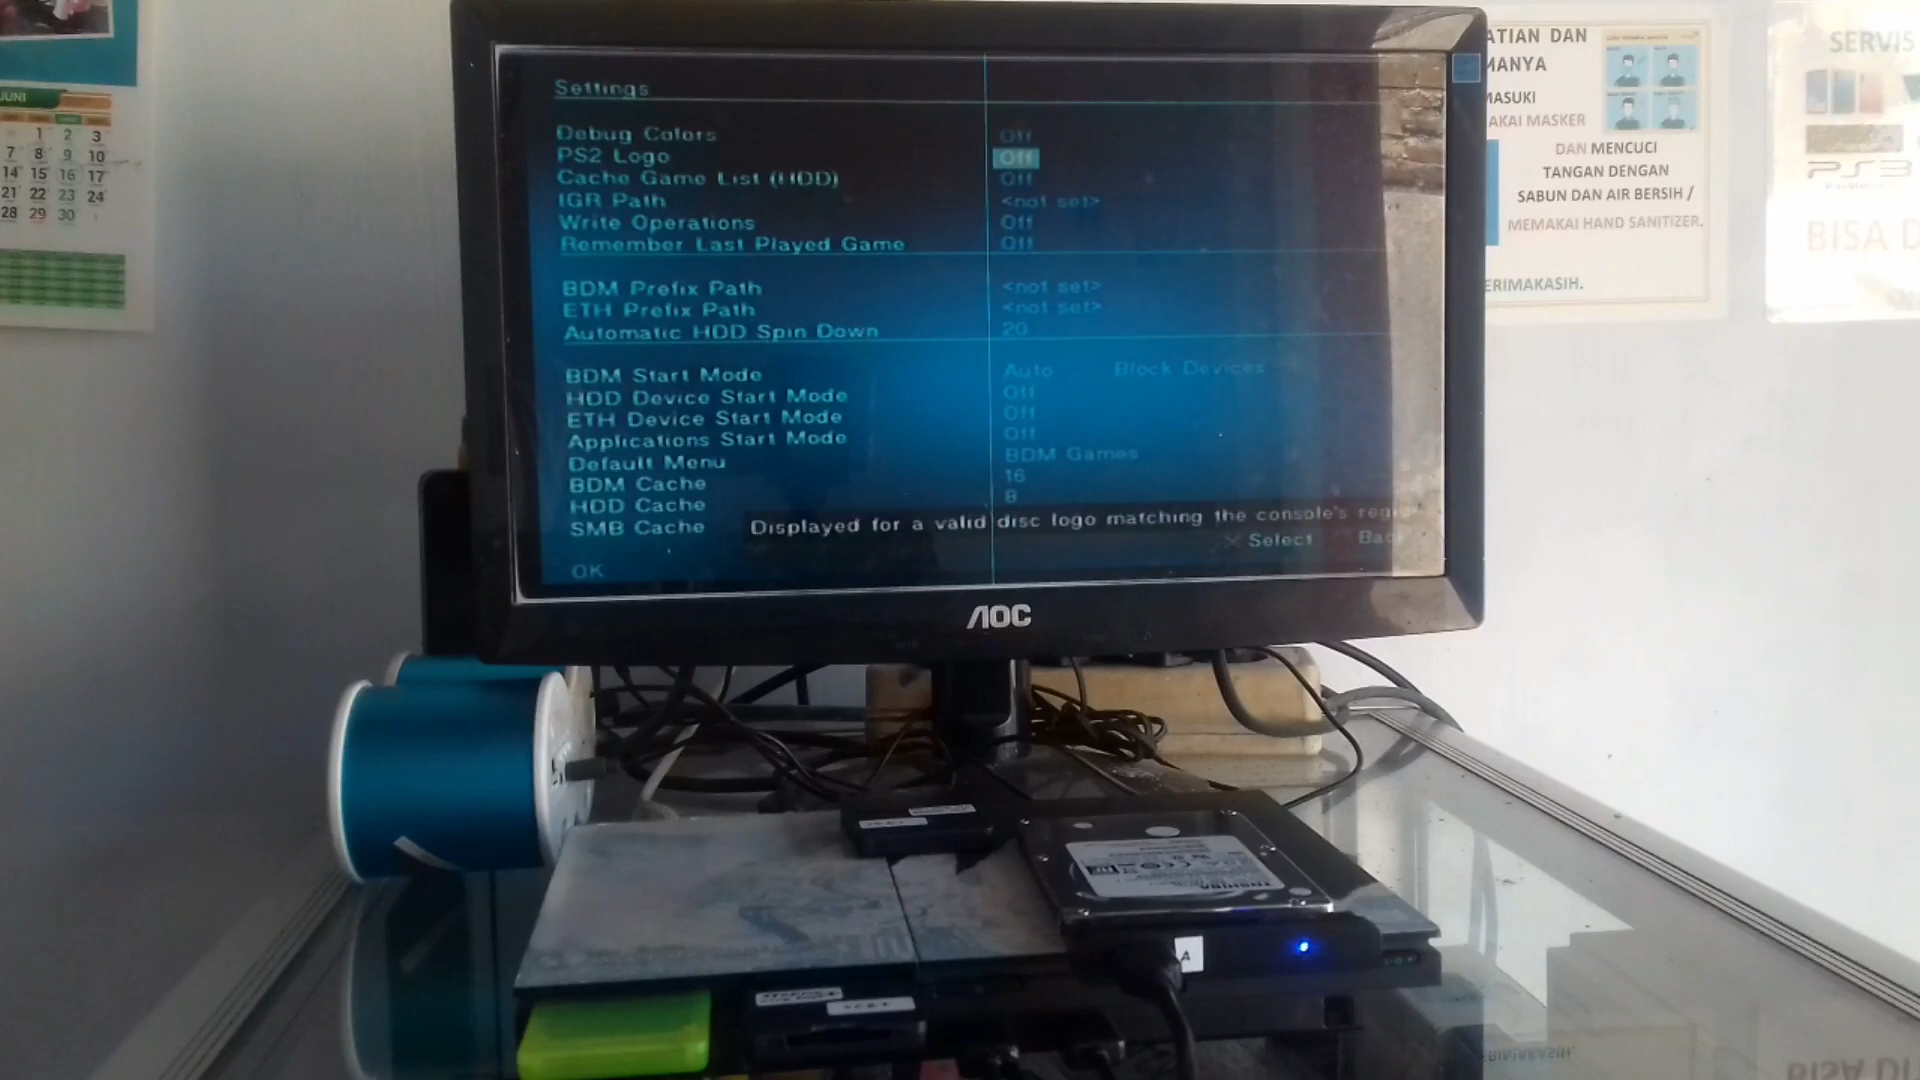 Settings
Debug Colors Off
PS2 Logo Off
Cache Game List (HDD) Off
IGR Path <not set>
Write Operations Off
Remember Last Played Game Off
BDM Prefix Path <not set>
ETH Prefix Path <not set>
Automatic HDD Spin Down 20
BDM Start Mode Auto Block Devices
HDD Device Start Mode Off
ETH Device Start Mode Off
Applications Start Mode Off
Default Menu BDM Games
BDM Cache 16
HDD Cache 8
SMB Cache
Displayed for a valid disc logo matching the console's
Select
OK
AOC
JUNI
1 2 3
7 8 9 10
14 15 16 17
21 22 23 24
28 29 30
DAN
MASKER
DAN MENCUCI
TANGAN DENGAN
SABUN DAN AIR BERSIH /
MEMAKAI HAND SANITIZER.
SERVIS
PS3
BISA
TOSHIBA
A